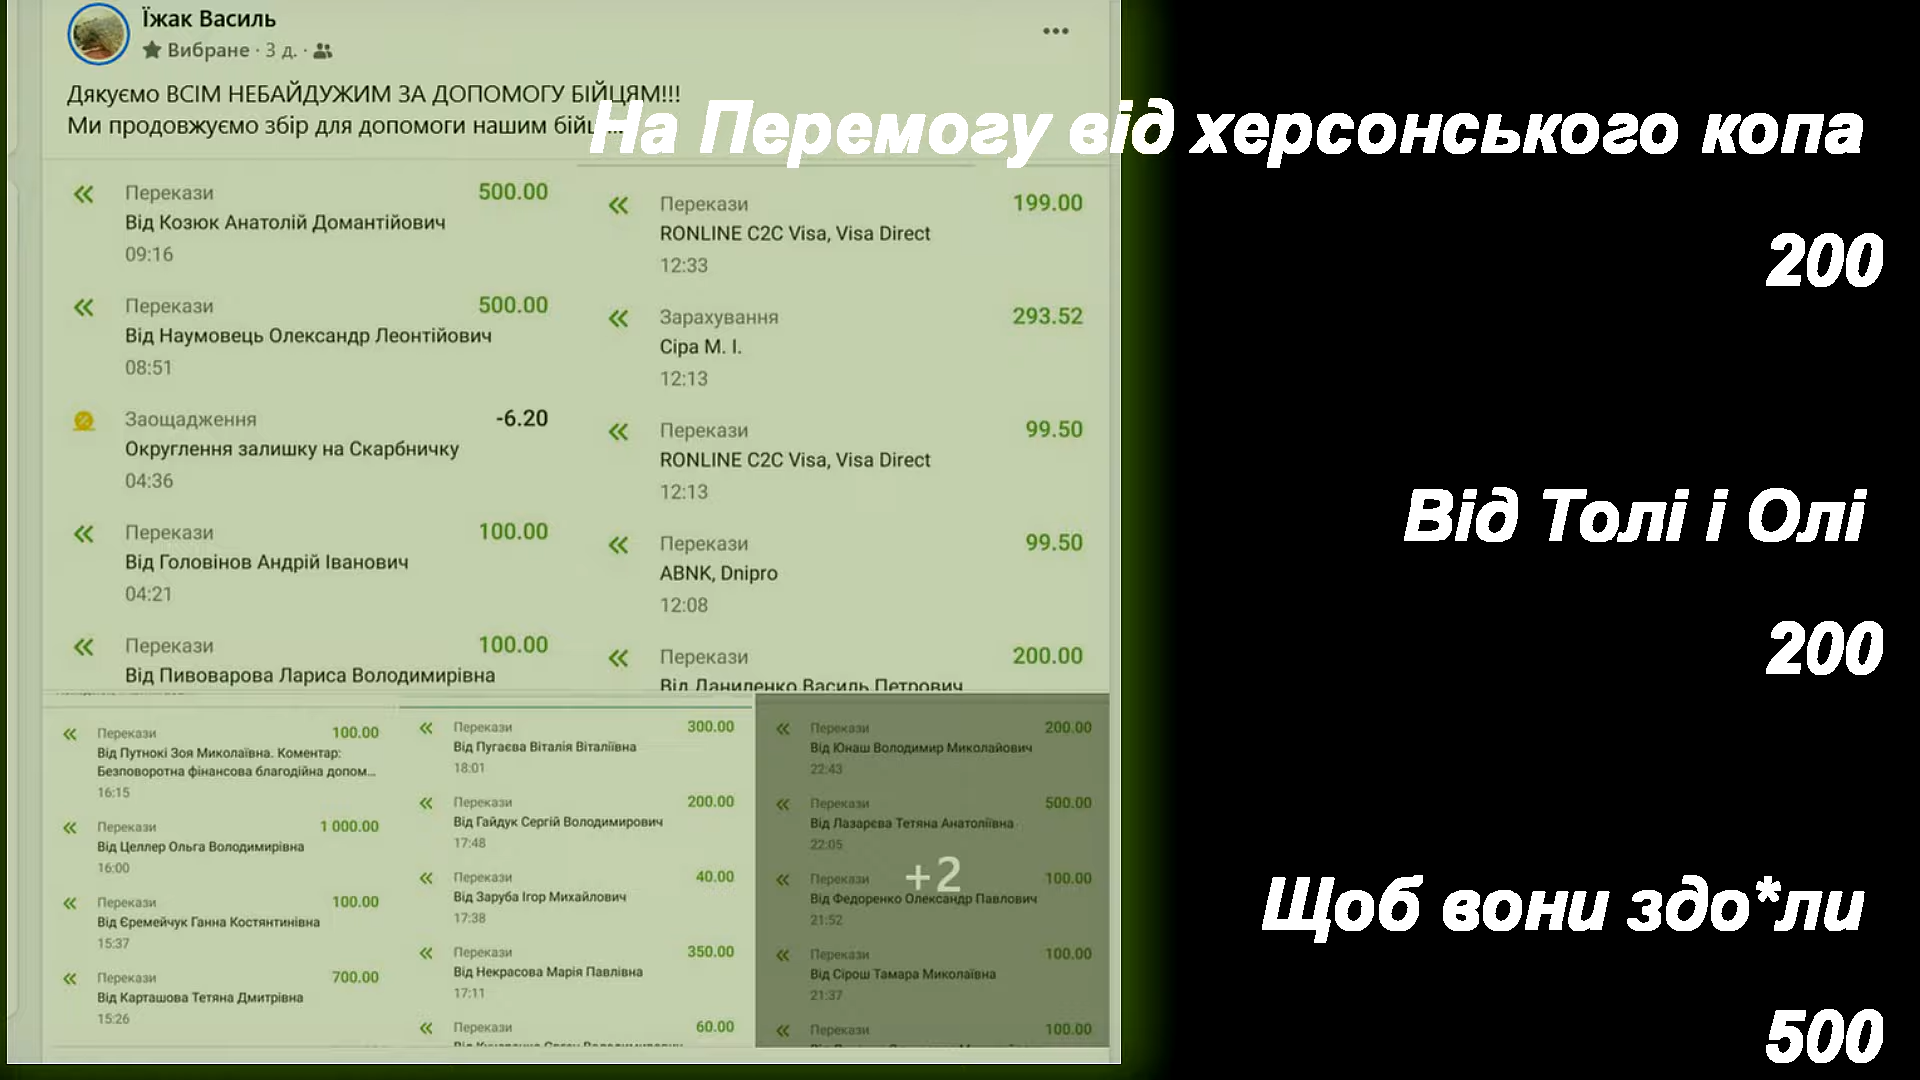 Їжак Василь
Вибране · 3 д. ·
Дякуємо ВСІМ НЕБАЙДУЖИМ ЗА ДОПОМОГУ БІЙЦЯМ!!!
Ми продовжуємо збір для допомоги нашим бійц...
Перекази 500.00
Від Козюк Анатолій Домантійович
09:16
Перекази 500.00
Від Наумовець Олександр Леонтійович
08:51
Заощадження -6.20
Округлення залишку на Скарбничку
04:36
Перекази 100.00
Від Головінов Андрій Іванович
04:21
Перекази 100.00
Від Пивоварова Лариса Володимирівна
Перекази 199.00
RONLINE C2C Visa, Visa Direct
12:33
Зарахування 293.52
Сіра М. І.
12:13
Перекази 99.50
RONLINE C2C Visa, Visa Direct
12:13
Перекази 99.50
ABNK, Dnipro
12:08
Перекази 200.00
Від Даниленко Василь Петрович
Перекази 100.00
Від Путнокі Зоя Миколаївна. Коментар:
Безповоротна фінансова благодійна допом...
16:15
Перекази 1 000.00
Від Целлер Ольга Володимирівна
16:00
Перекази 100.00
Від Єремейчук Ганна Костянтинівна
15:37
Перекази 700.00
Від Карташова Тетяна Дмитрівна
15:26
Перекази 300.00
Від Пугаєва Віталія Віталіївна
18:01
Перекази 200.00
Від Гайдук Сергій Володимирович
17:48
Перекази 40.00
Від Заруба Ігор Михайлович
17:38
Перекази 350.00
Від Некрасова Марія Павлівна
17:11
Перекази 60.00
Перекази 200.00
Від Юнаш Володимир Миколайович
22:43
Перекази 500.00
Від Лазарєва Тетяна Анатоліївна
22:05
+2
Перекази 100.00
Від Федоренко Олександр Павлович
21:52
Перекази 100.00
Від Сірош Тамара Миколаївна
21:37
Перекази 100.00
На Перемогу від херсонського копа
200
Від Толі і Олі
200
Щоб вони здо*ли
500